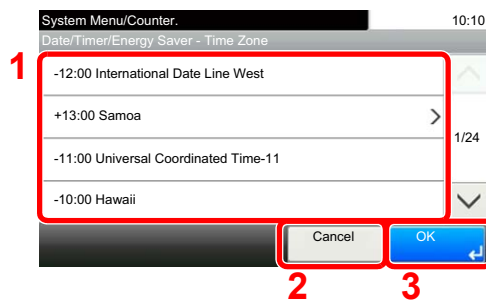 System Menu/Counter. 10:10
Date/Timer/Energy Saver - Time Zone
1
-12:00 International Date Line West
+13:00 Samoa
1/24
-11:00 Universal Coordinated Time-11
-10:00 Hawaii
Cancel OK
2 3